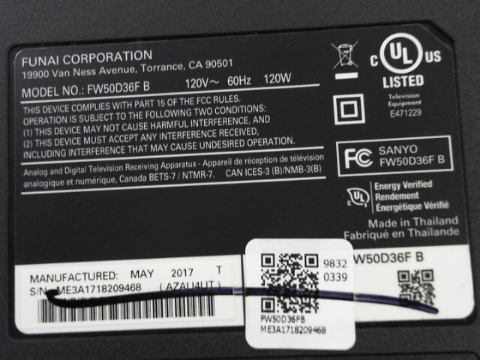 FUNAI CORPORATION
19900 Van Ness Avenue, Torrance, CA 90501
MODEL NO.: FW50D36F B 120V~ 60Hz 120W
THIS DEVICE COMPLIES WITH PART 15 OF THE FCC RULES.
OPERATION IS SUBJECT TO THE FOLLOWING TWO CONDITIONS:
(1) THIS DEVICE MAY NOT CAUSE HARMFUL INTERFERENCE, AND
(2) THIS DEVICE MUST ACCEPT ANY INTERFERENCE RECEIVED,
INCLUDING INTERFERENCE THAT MAY CAUSE UNDESIRED OPERATION.
Analog and Digital Television Receiving Apparatus - Appareil de réception de télévision
analogique et numérique, Canada BETS-7 / NTMR-7. CAN ICES-3 (B)/NMB-3(B)
C UL US
LISTED
Television
Equipment
E471229
FC SANYO
FW50D36F B
UL Energy Verified
Rendement
Énergétique Vérifié
Made in Thailand
Fabriqué en Thaïlande
MANUFACTURED: MAY 2017 T
S/N: ME3A1718209468 ( AZALI4UT )
9832
0339
FW50D36FB
ME3A1718209468
FW50D36F B